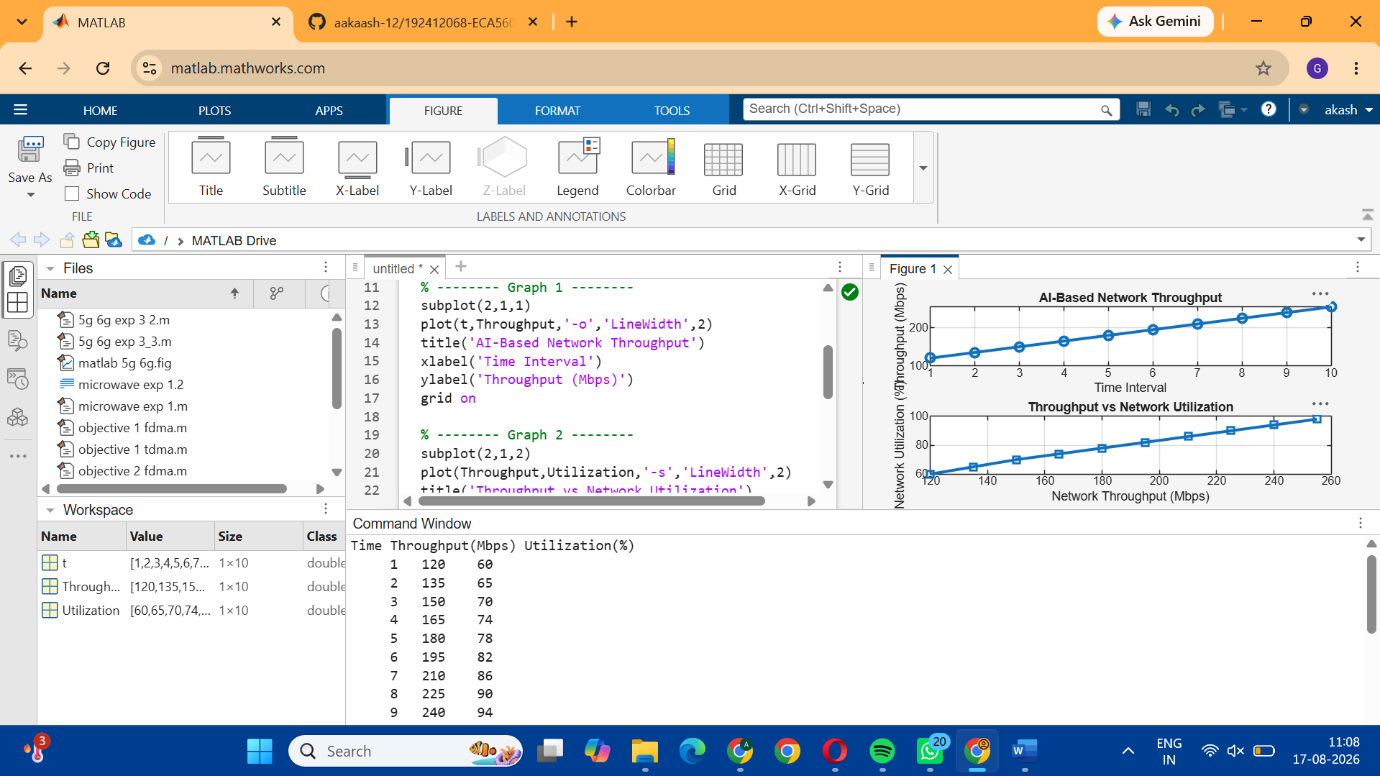 MATLAB
aakaash-12/192412068-ECA560
Ask Gemini
matlab.mathworks.com
G
HOME
PLOTS
APPS
FIGURE
FORMAT
TOOLS
Search (Ctrl+Shift+Space)
akash
Save As
Copy Figure
Print
Show Code
FILE
Title
Subtitle
X-Label
Y-Label
Z-Label
Legend
Colorbar
Grid
X-Grid
Y-Grid
LABELS AND ANNOTATIONS
/ > MATLAB Drive
Files
Name
5g 6g exp 3 2.m
5g 6g exp 3_3.m
matlab 5g 6g.fig
microwave exp 1.2
microwave exp 1.m
objective 1 fdma.m
objective 1 tdma.m
objective 2 fdma.m
Workspace
Name Value Size Class
t [1,2,3,4,5,6,7... 1×10 double
Through... [120,135,15... 1×10 double
Utilization [60,65,70,74,... 1×10 double
untitled *
11 % -------- Graph 1 --------
12 subplot(2,1,1)
13 plot(t,Throughput,'-o','LineWidth',2)
14 title('AI-Based Network Throughput')
15 xlabel('Time Interval')
16 ylabel('Throughput (Mbps)')
17 grid on
18
19 % -------- Graph 2 --------
20 subplot(2,1,2)
21 plot(Throughput,Utilization,'-s','LineWidth',2)
22 title('Throughput vs Network Utilization')
Figure 1
AI-Based Network Throughput
Throughput (Mbps)
200
100
1 2 3 4 5 6 7 8 9 10
Time Interval
Throughput vs Network Utilization
Network Utilization (%)
100
80
60
120 140 160 180 200 220 240 260
Network Throughput (Mbps)
Command Window
Time Throughput(Mbps) Utilization(%)
1 120 60
2 135 65
3 150 70
4 165 74
5 180 78
6 195 82
7 210 86
8 225 90
9 240 94
3
Search
A
20
W
ENG
IN
11:08
17-08-2026